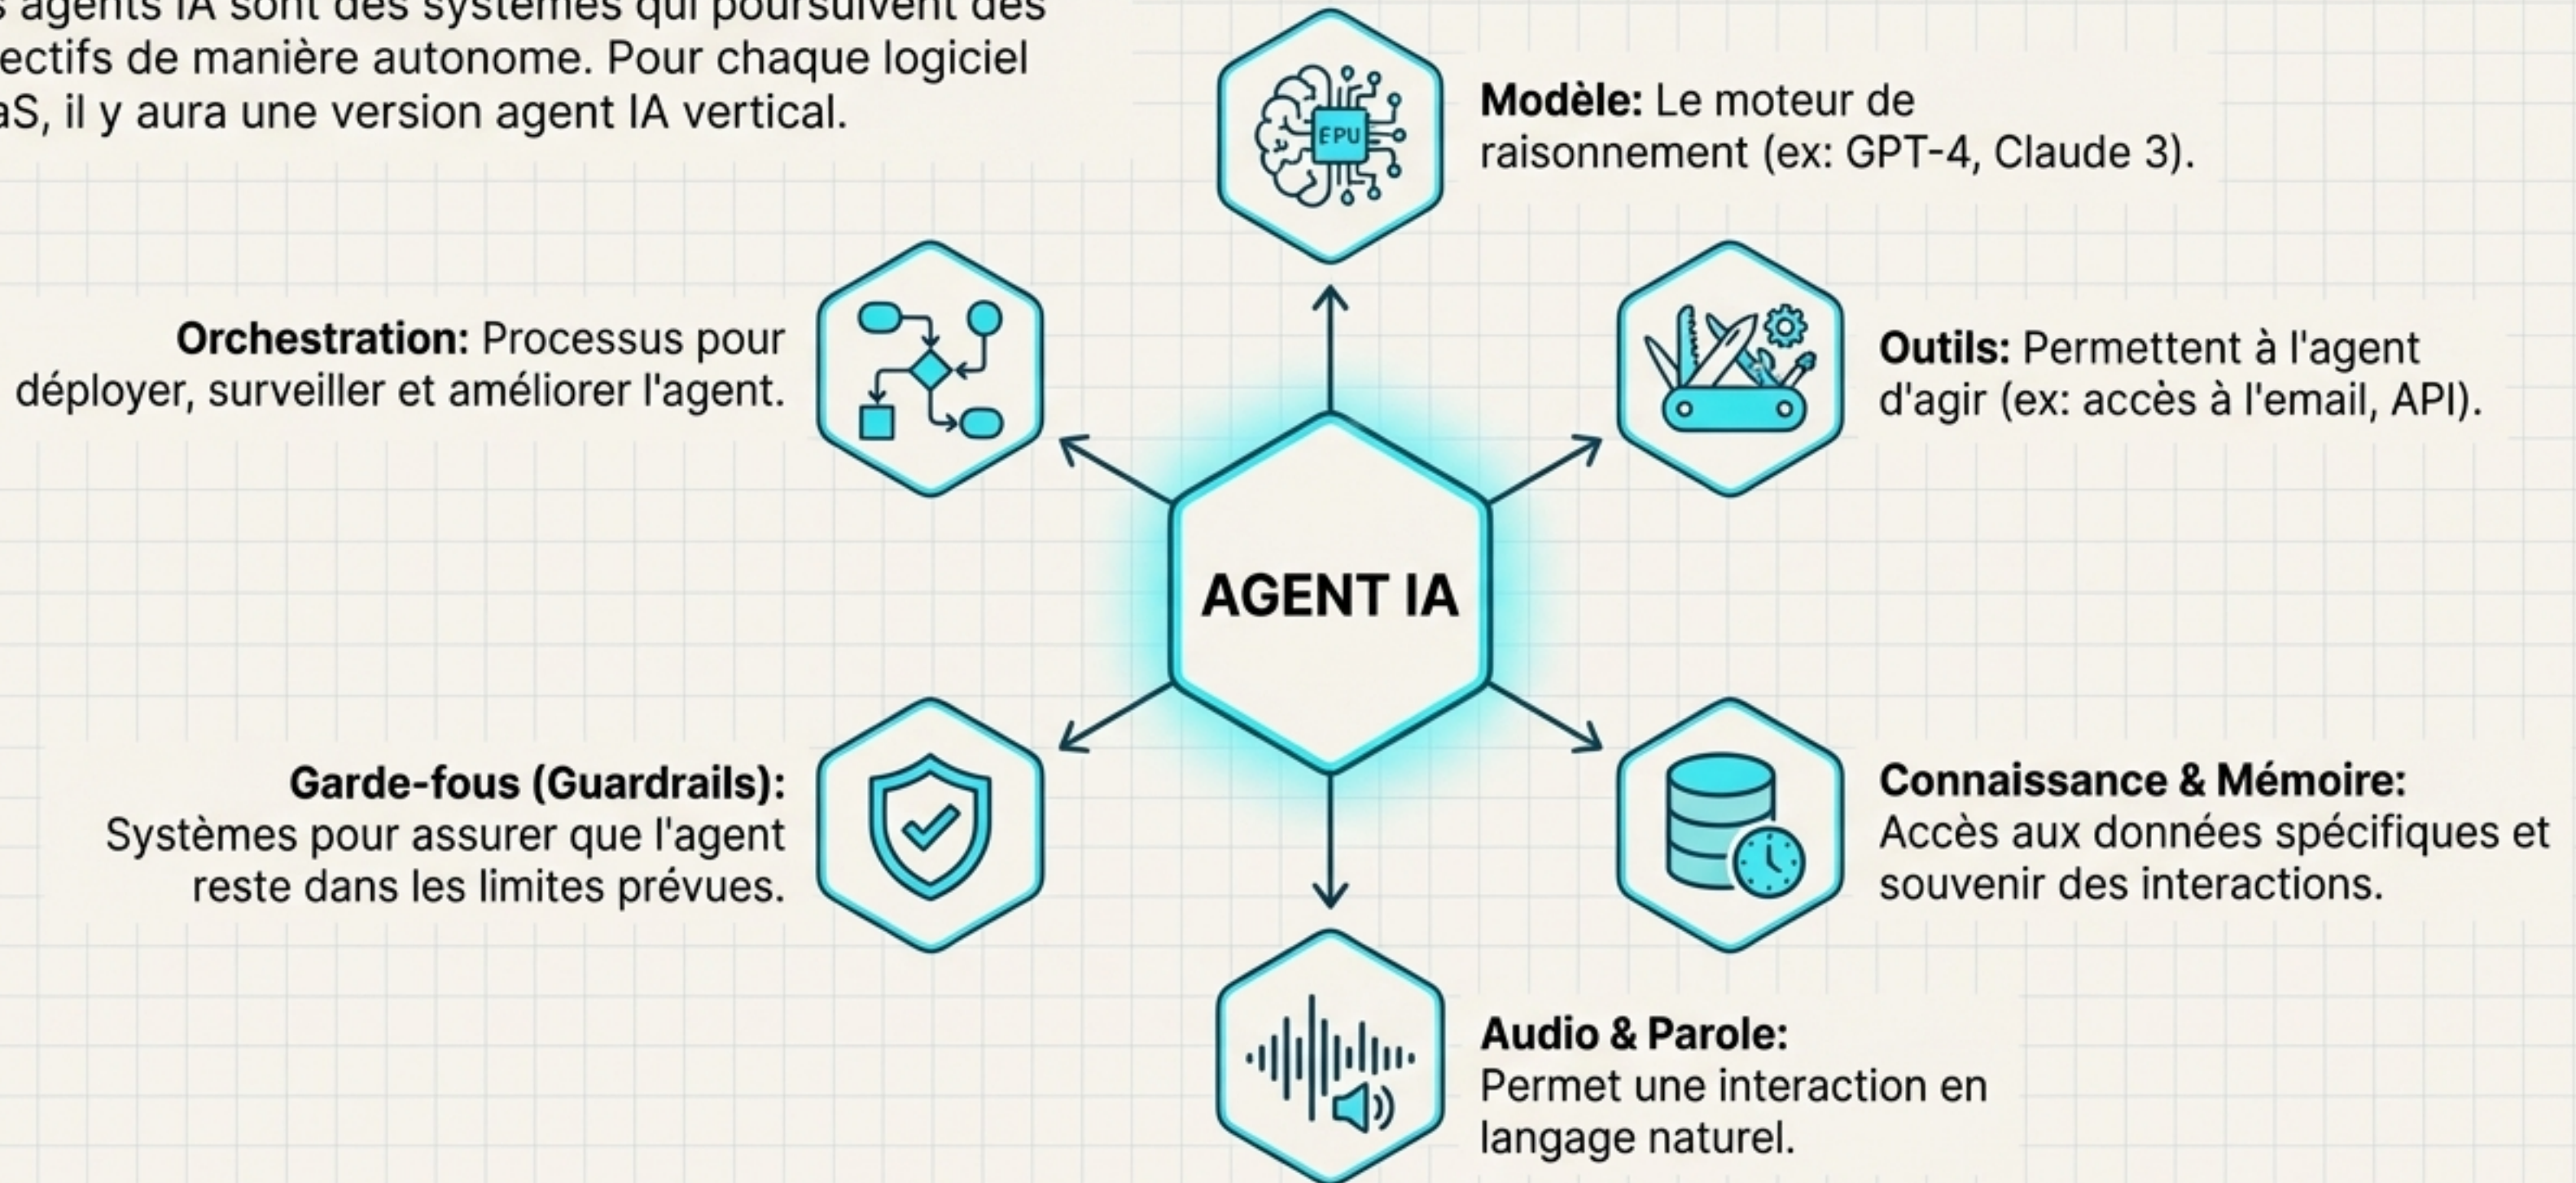 agents IA sont des systèmes qui poursuivent des
ectifs de manière autonome. Pour chaque logiciel
aS, il y aura une version agent IA vertical.
EPU
Modèle: Le moteur de
raisonnement (ex: GPT-4, Claude 3).
Orchestration: Processus pour
déployer, surveiller et améliorer l'agent.
Outils: Permettent à l'agent
d'agir (ex: accès à l'email, API).
AGENT IA
Garde-fous (Guardrails):
Systèmes pour assurer que l'agent
reste dans les limites prévues.
Connaissance & Mémoire:
Accès aux données spécifiques et
souvenir des interactions.
Audio & Parole:
Permet une interaction en
langage naturel.